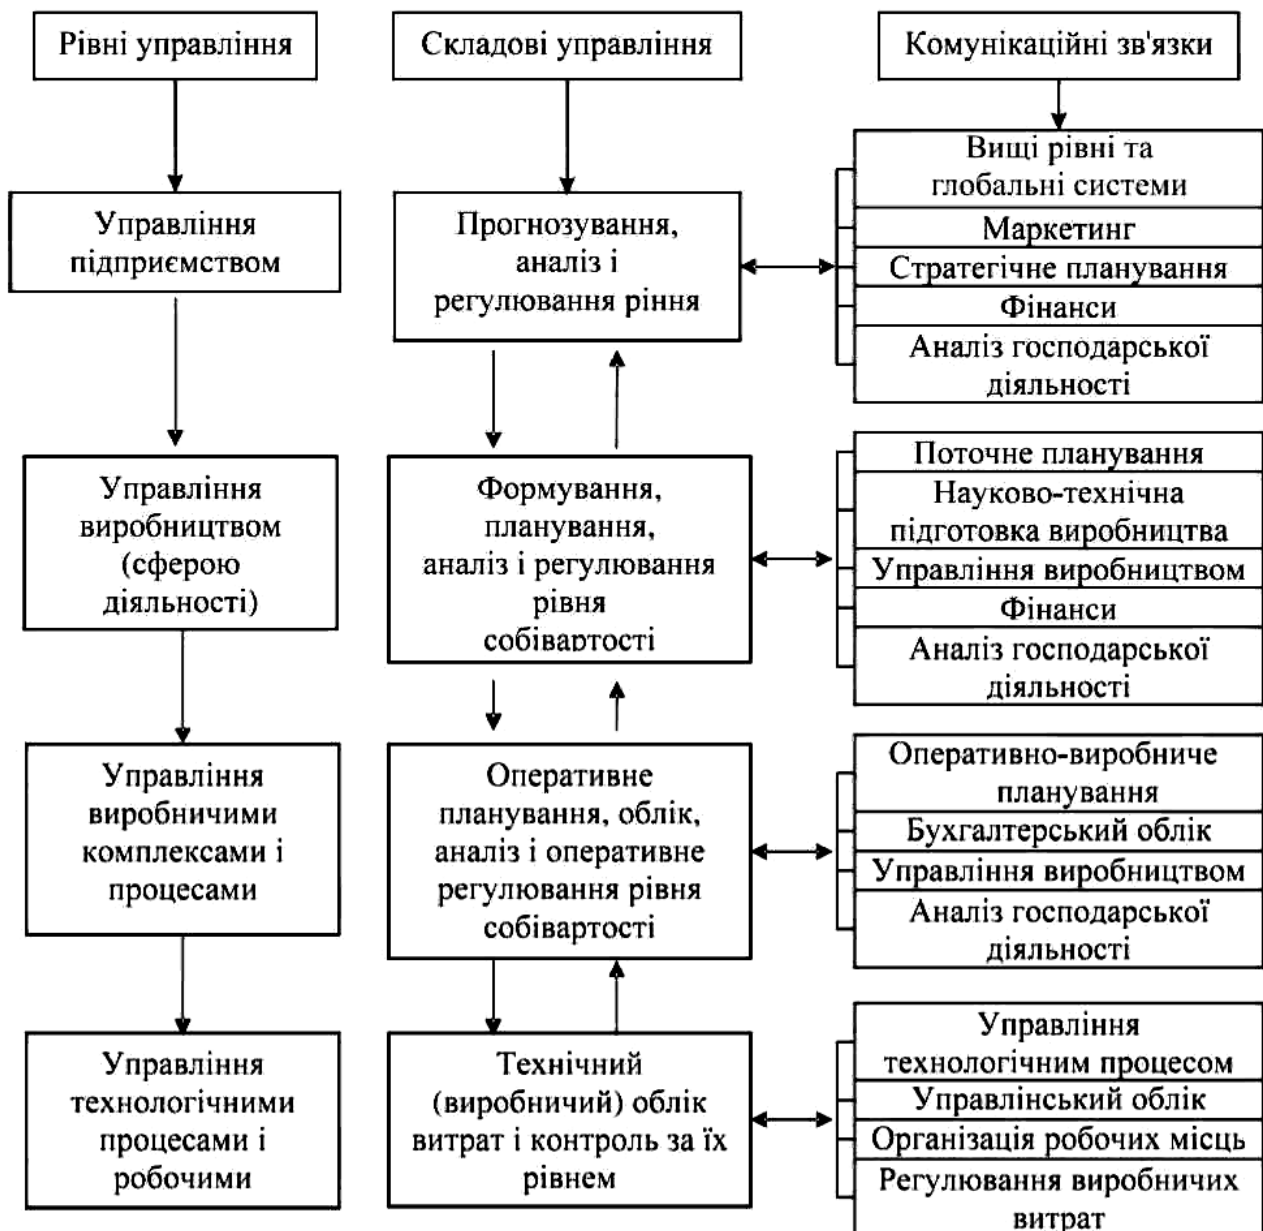 Рівні управління
Управління
підприємством
Управління
виробництвом
(сферою
діяльності)
Управління
виробничими
комплексами і
процесами
Управління
технологічними
процесами і
робочими
Складові управління
Прогнозування,
аналіз і
регулювання ріння
Формування,
планування,
аналіз і регулювання
рівня
собівартості
Оперативне
планування, облік,
аналіз і оперативне
регулювання рівня
собівартості
Технічний
(виробничий) облік
витрат і контроль за їх
рівнем
Комунікаційні зв'язки
Вищі рівні та
глобальні системи
Маркетинг
Стратегічне планування
Фінанси
Аналіз господарської
діяльності
Поточне планування
Науково-технічна
підготовка виробництва
Управління виробництвом
Фінанси
Аналіз господарської
діяльності
Оперативно-виробниче
планування
Бухгалтерський облік
Управління виробництвом
Аналіз господарської
діяльності
Управління
технологічним процесом
Управлінський облік
Організація робочих місць
Регулювання виробничих
витрат